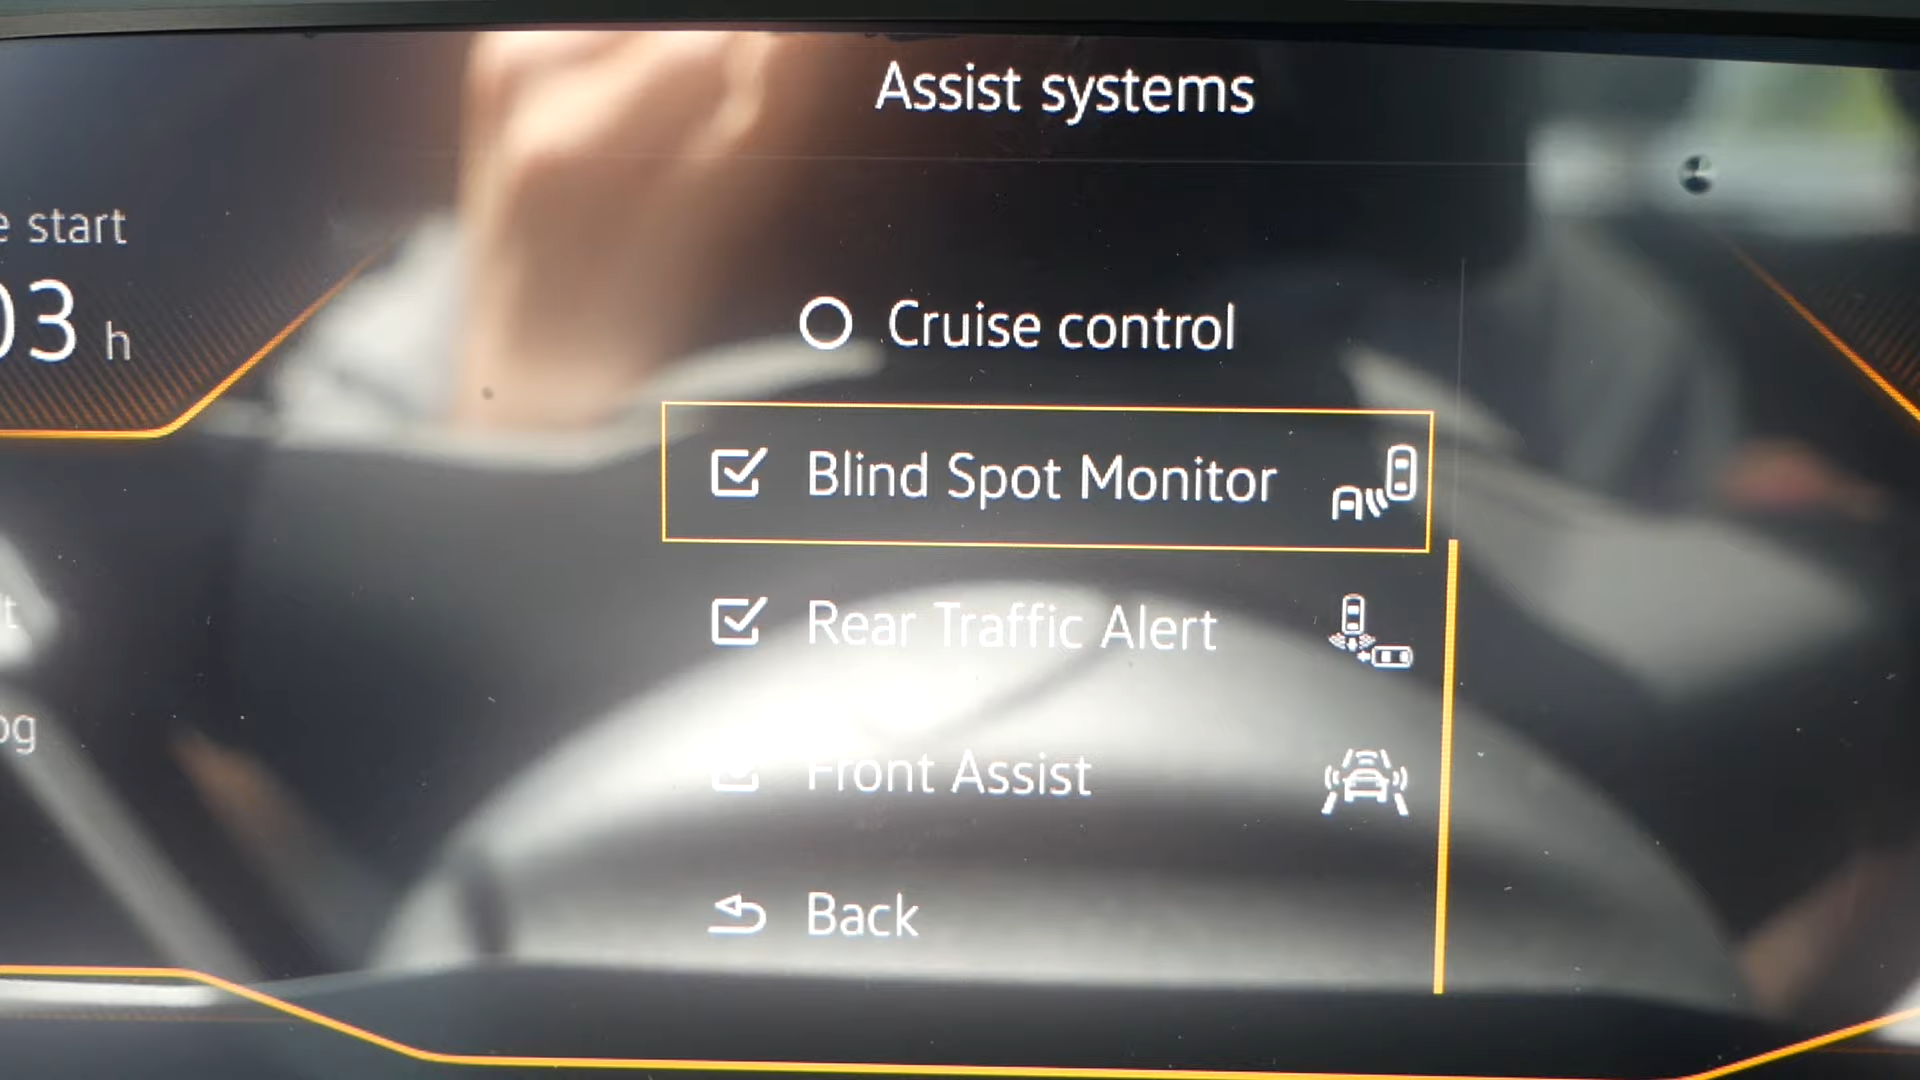 Assist systems
start
03 h
Cruise control
Blind Spot Monitor
Rear Traffic Alert
Front Assist
Back